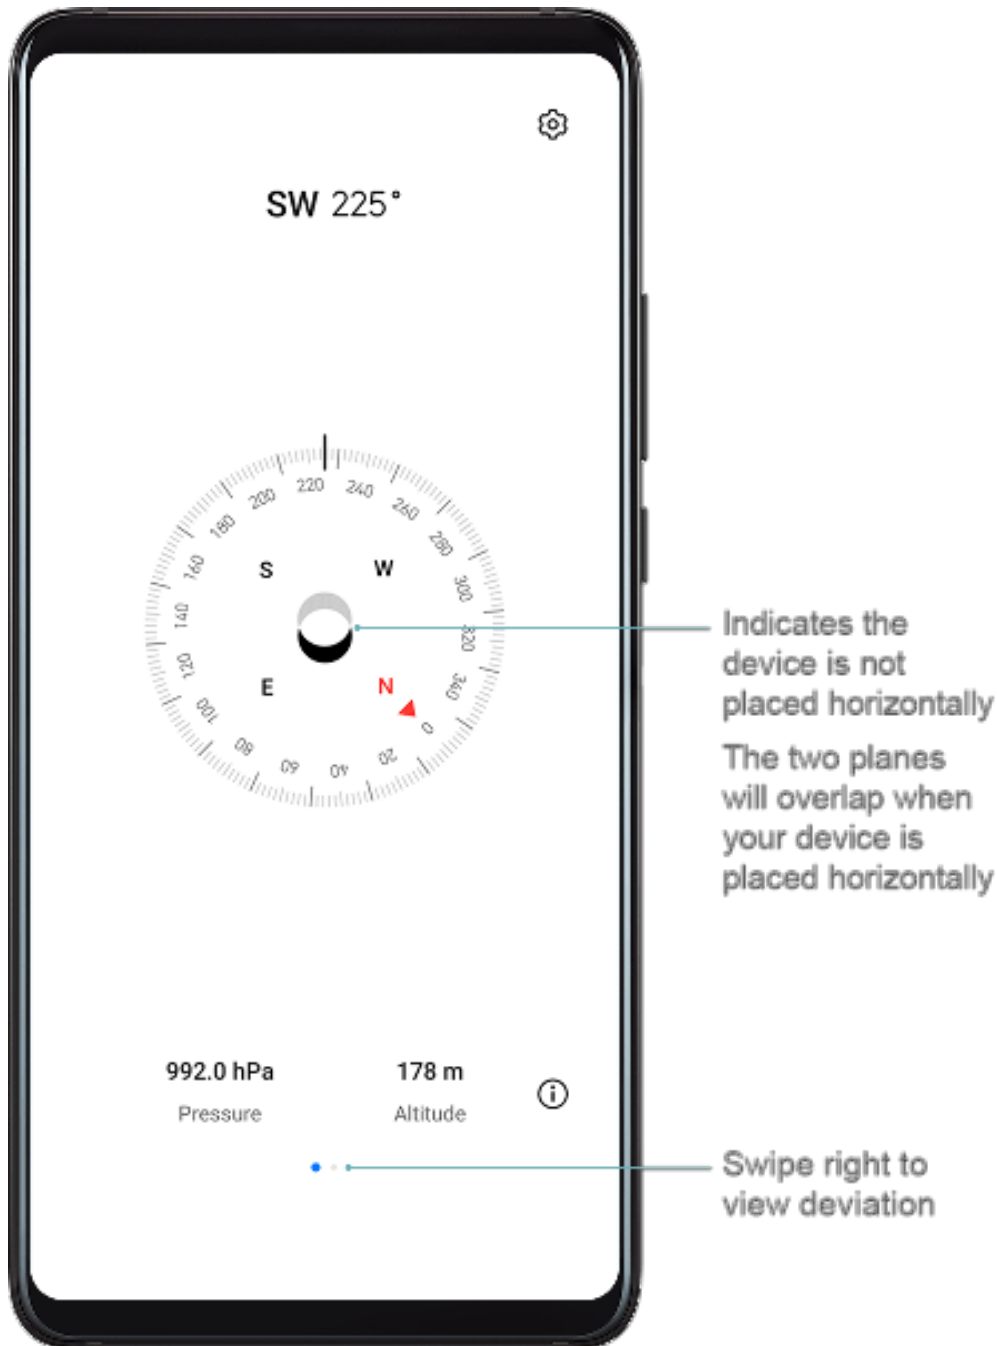 SW 225°
220
240
200
260
180
280
160
300
140
320
120
340
100
0
80
20
60
40
S
W
E
N
Indicates the
device is not
placed horizontally
The two planes
will overlap when
your device is
placed horizontally
992.0 hPa
178 m
Pressure
Altitude
Swipe right to
view deviation